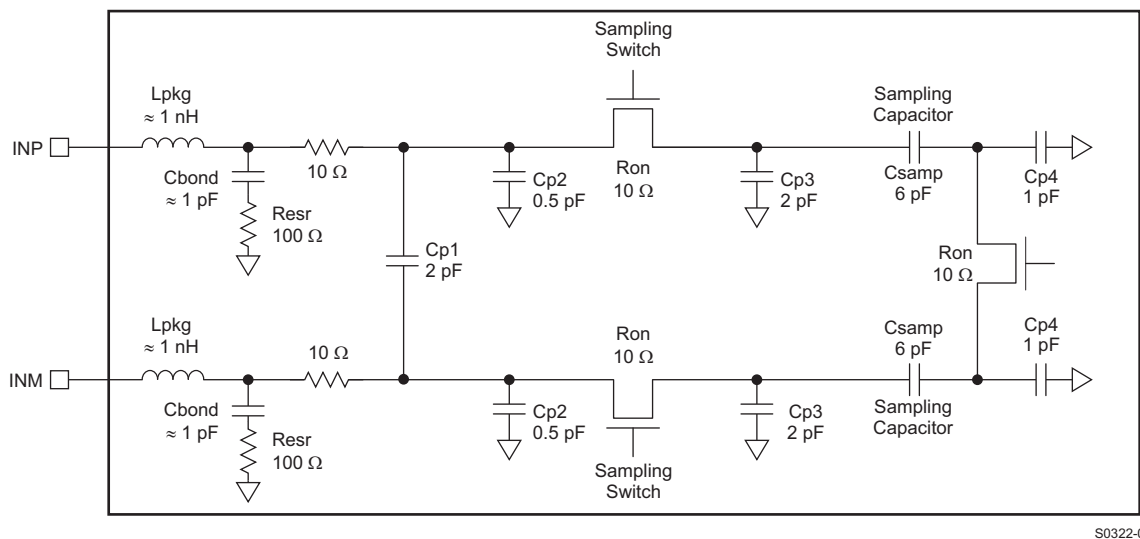 Sampling
Switch
Lpkg
≈ 1 nH
Sampling
Capacitor
INP
10 Ω
Cbond
≈ 1 pF
Resr
100 Ω
Cp2
0.5 pF
Ron
10 Ω
Cp3
2 pF
Csamp
6 pF
Cp4
1 pF
Cp1
2 pF
Ron
10 Ω
Lpkg
≈ 1 nH
10 Ω
Ron
10 Ω
Csamp
6 pF
Cp4
1 pF
INM
Cbond
≈ 1 pF
Resr
100 Ω
Cp2
0.5 pF
Cp3
2 pF
Sampling
Capacitor
Sampling
Switch